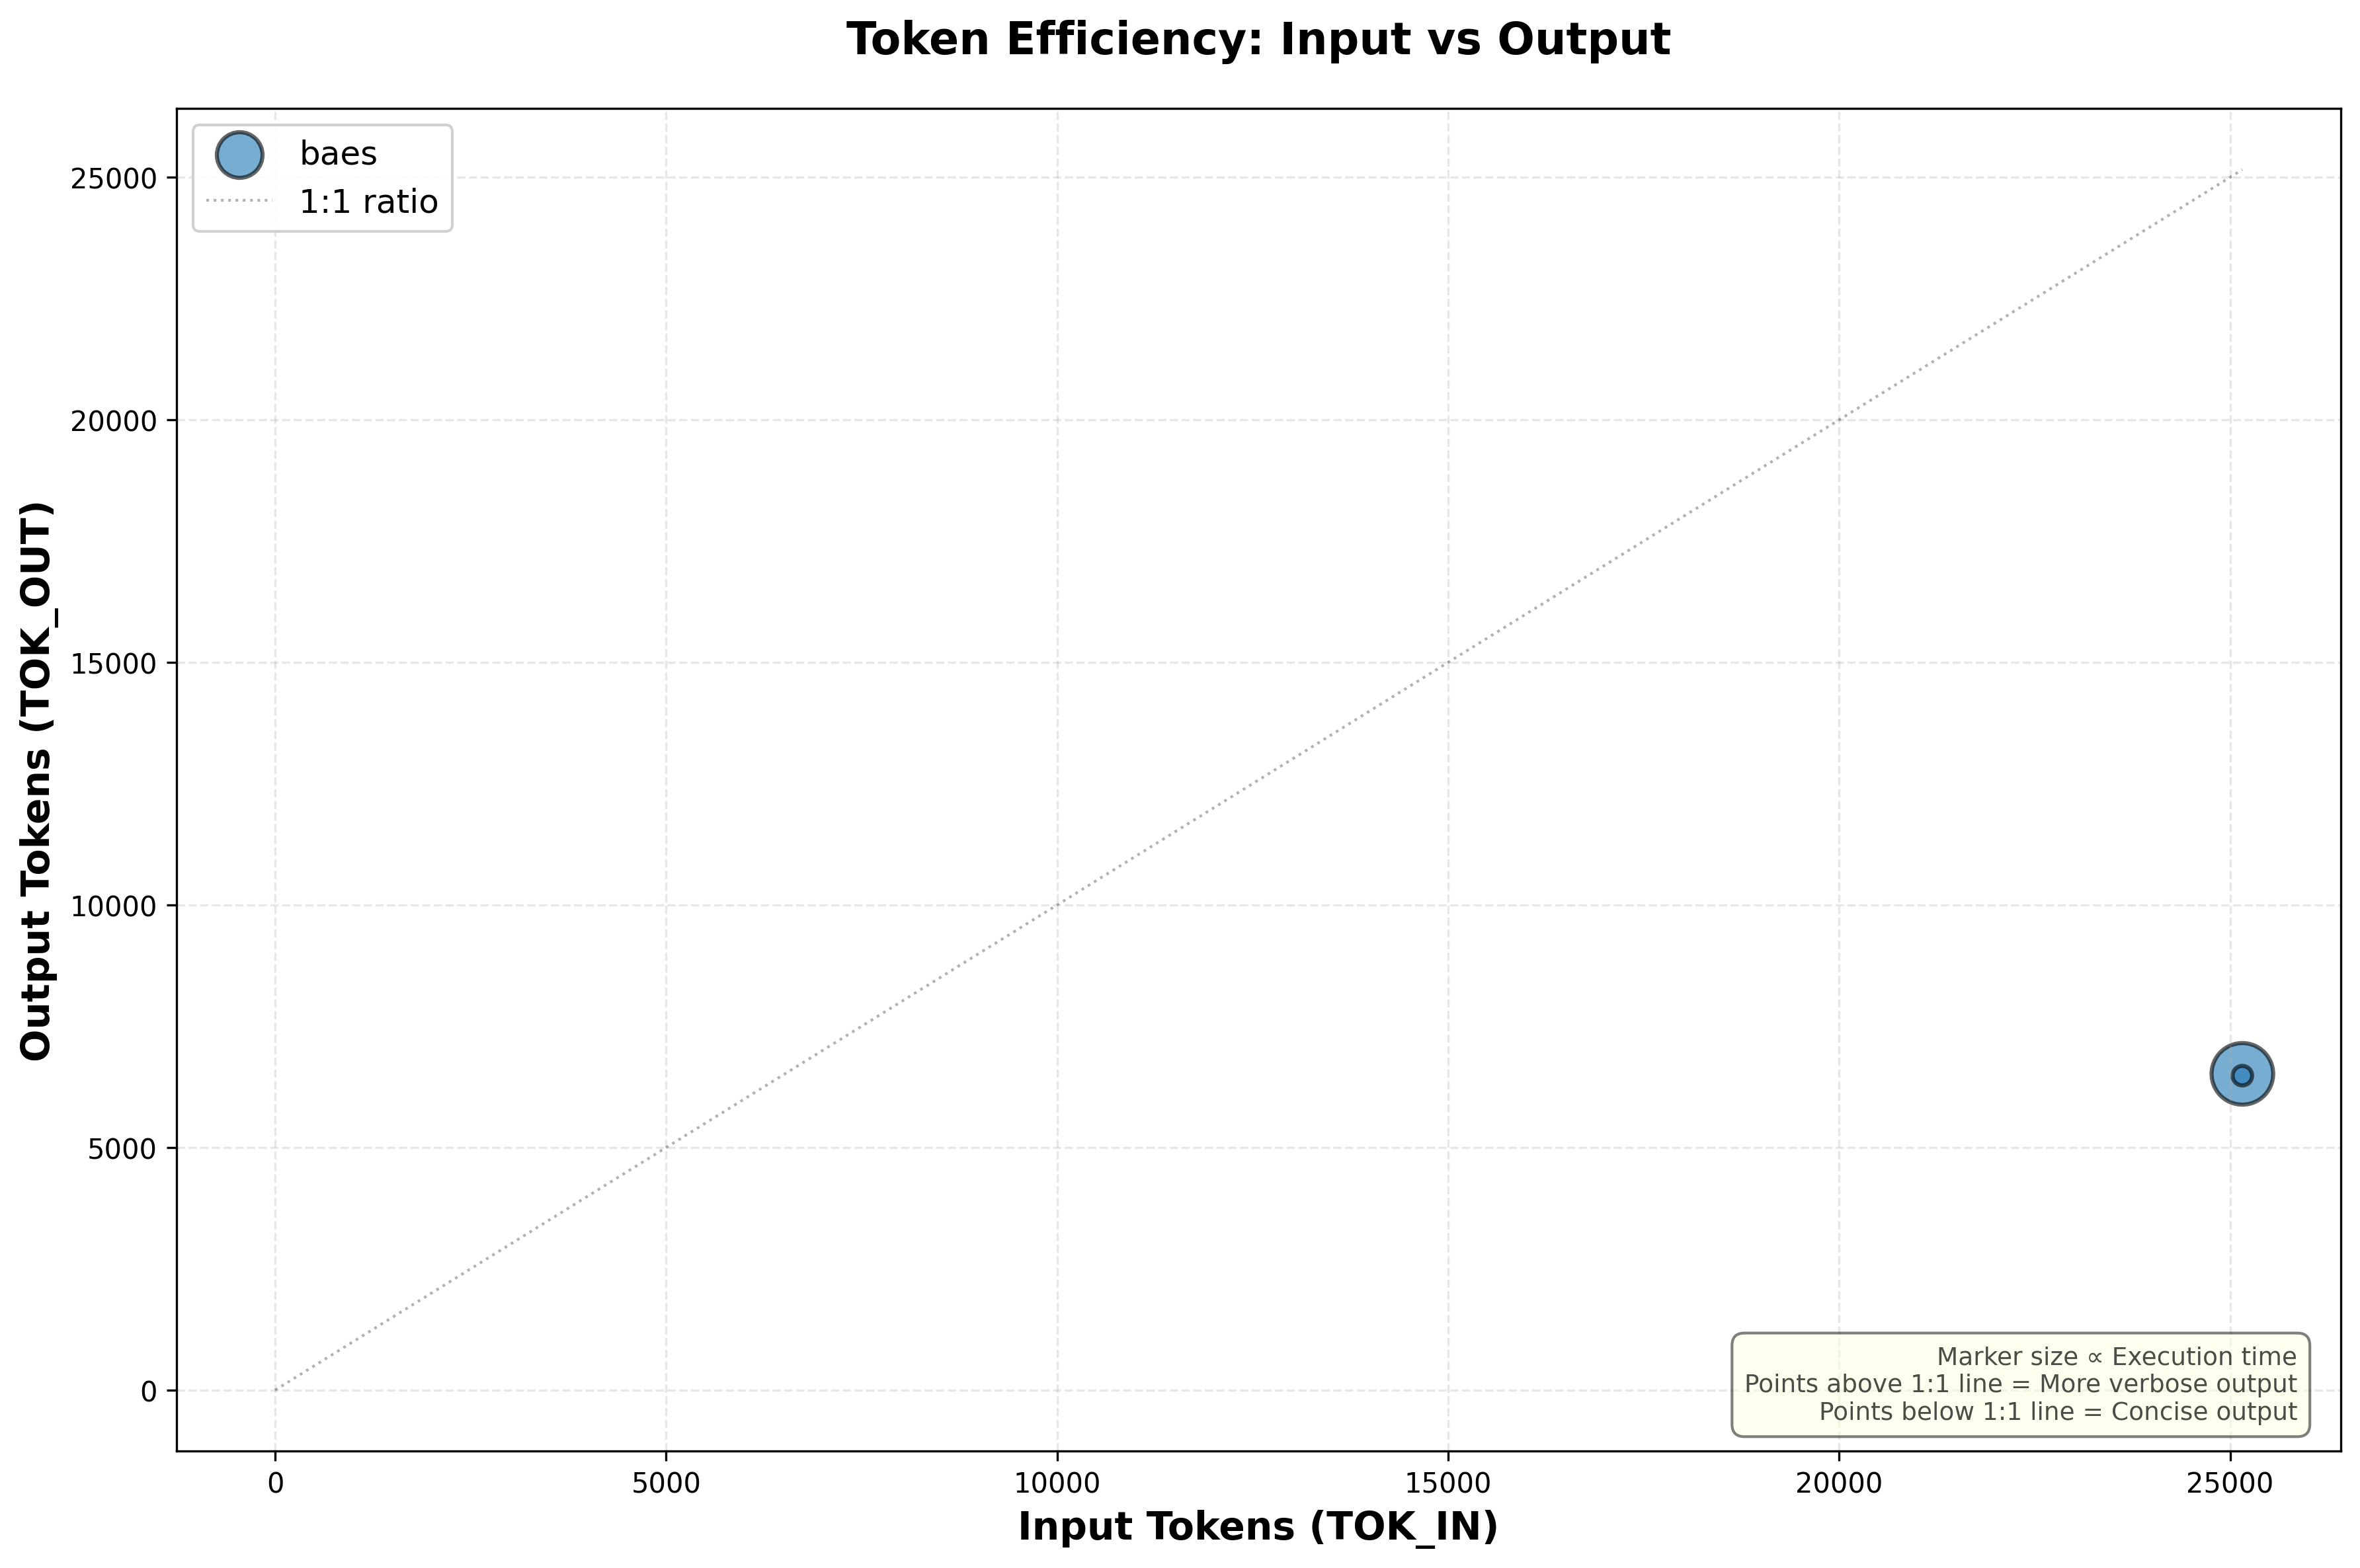 Token Efficiency: Input vs Output
baes
1:1 ratio
25000
20000
15000
10000
5000
0
Output Tokens (TOK_OUT)
Marker size ∝ Execution time
Points above 1:1 line = More verbose output
Points below 1:1 line = Concise output
0 5000 10000 15000 20000 25000
Input Tokens (TOK_IN)